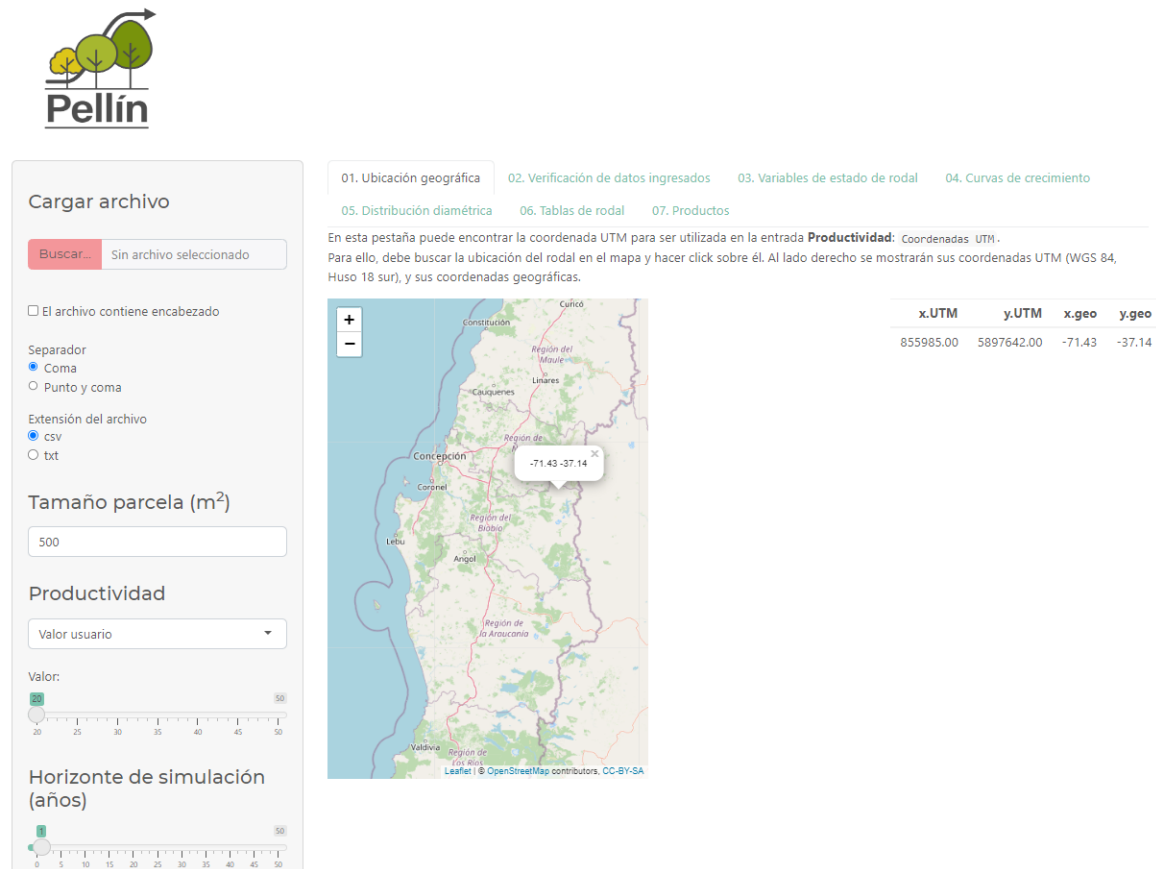 Pellín
Cargar archivo
Buscar... Sin archivo seleccionado
El archivo contiene encabezado
Separador
Coma
Punto y coma
Extensión del archivo
csv
txt
Tamaño parcela (m²)
500
Productividad
Valor usuario
Valor:
20 50
20 25 30 35 40 45 50
Horizonte de simulación
(años)
1 50
0 5 10 15 20 25 30 35 40 45 50
01. Ubicación geográfica 02. Verificación de datos ingresados 03. Variables de estado de rodal 04. Curvas de crecimiento
05. Distribución diamétrica 06. Tablas de rodal 07. Productos
En esta pestaña puede encontrar la coordenada UTM para ser utilizada en la entrada Productividad: Coordenadas UTM.
Para ello, debe buscar la ubicación del rodal en el mapa y hacer click sobre él. Al lado derecho se mostrarán sus coordenadas UTM (WGS 84,
Huso 18 sur), y sus coordenadas geográficas.
+
−
Curicó
Constitución
Región del
Maule
Linares
Cauquenes
Región de
Concepción
-71.43 -37.14
×
Coronel
Región del
Biobío
Lebu
Angol
Región de
la Araucanía
Valdivia
Región de
Los Ríos
Leaflet | © OpenStreetMap contributors, CC-BY-SA
x.UTM y.UTM x.geo y.geo
855985.00 5897642.00 -71.43 -37.14